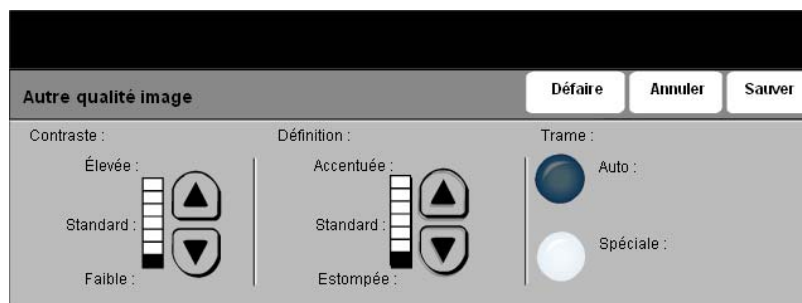 Autre qualité image
Défaire
Annuler
Sauver
Contraste :
Élevée :
Standard :
Faible :
Définition :
Accentuée :
Standard :
Estompée :
Trame :
Auto :
Spéciale :